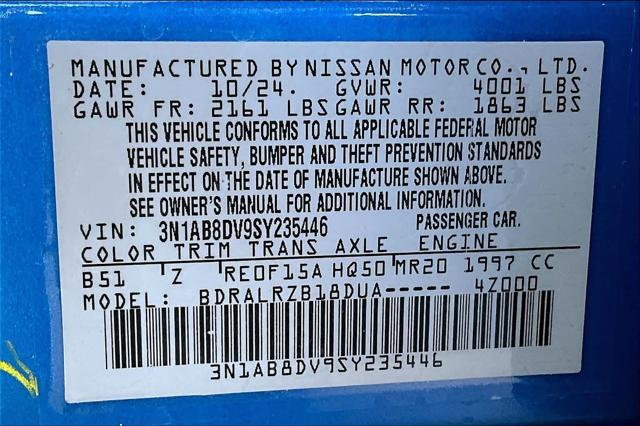 MANUFACTURED BY NISSAN MOTOR CO., LTD.
DATE: 10/24. GVWR: 4001 LBS
GAWR FR: 2161 LBS GAWR RR: 1863 LBS
THIS VEHICLE CONFORMS TO ALL APPLICABLE FEDERAL MOTOR
VEHICLE SAFETY, BUMPER AND THEFT PREVENTION STANDARDS
IN EFFECT ON THE DATE OF MANUFACTURE SHOWN ABOVE.
SEE OWNER'S MANUAL FOR ADDITIONAL INFORMATION.
VIN: 3N1AB8DV9SY235446 PASSENGER CAR.
COLOR TRIM TRANS AXLE ENGINE
B51 Z RE0F15A HQ50 MR20 1997 CC
MODEL: BDRALRZB18DUA----- 4Z000
3N1AB8DV9SY235446